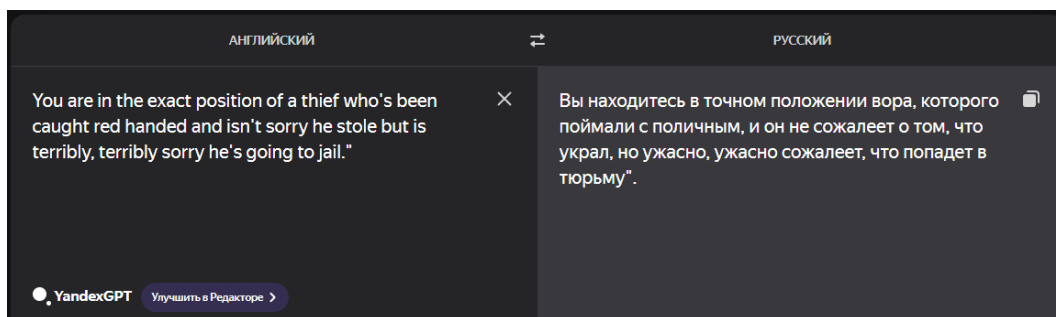 АНГЛИЙСКИЙ
РУССКИЙ
You are in the exact position of a thief who's been
caught red handed and isn't sorry he stole but is
terribly, terribly sorry he's going to jail."
Вы находитесь в точном положении вора, которого
поймали с поличным, и он не сожалеет о том, что
украл, но ужасно, ужасно сожалеет, что попадет в
тюрьму".
YandexGPT Улучшить в Редакторе